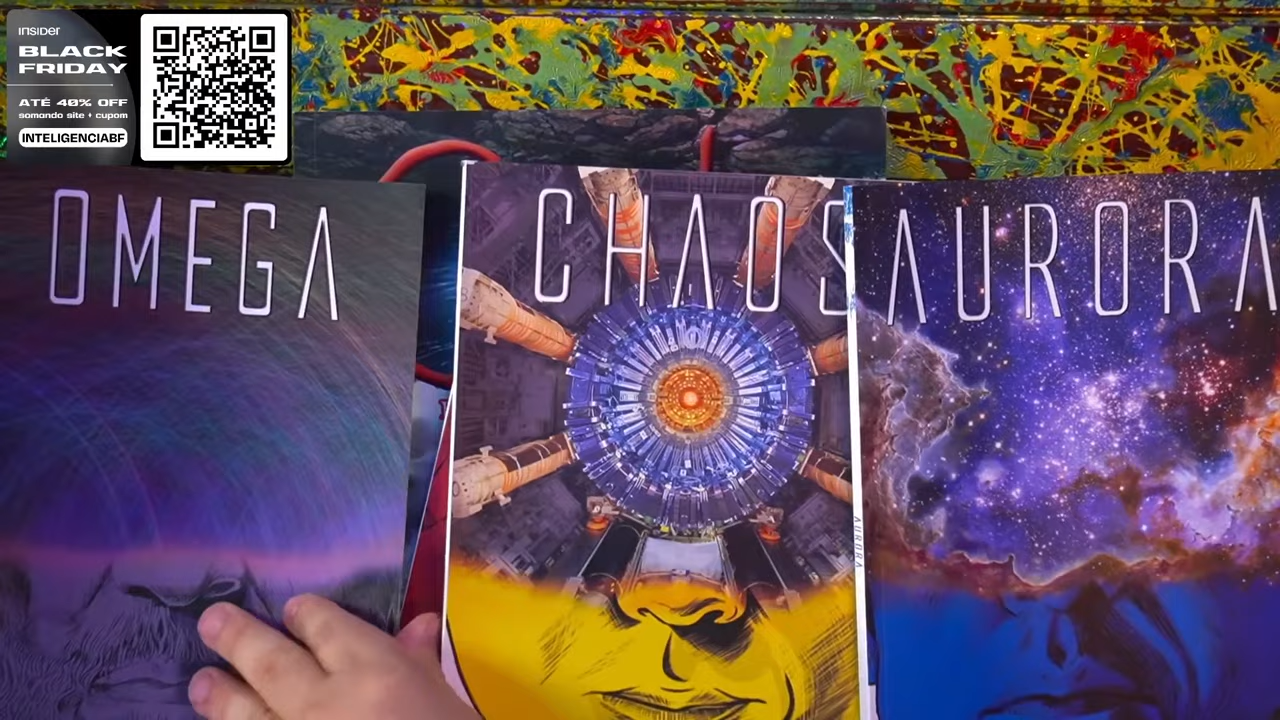 insider
BLACK
FRIDAY
ATÉ 40% OFF
somando site + cupom
INTELIGENCIABF
OMEGA
CHAOS
AURORA
AURORA